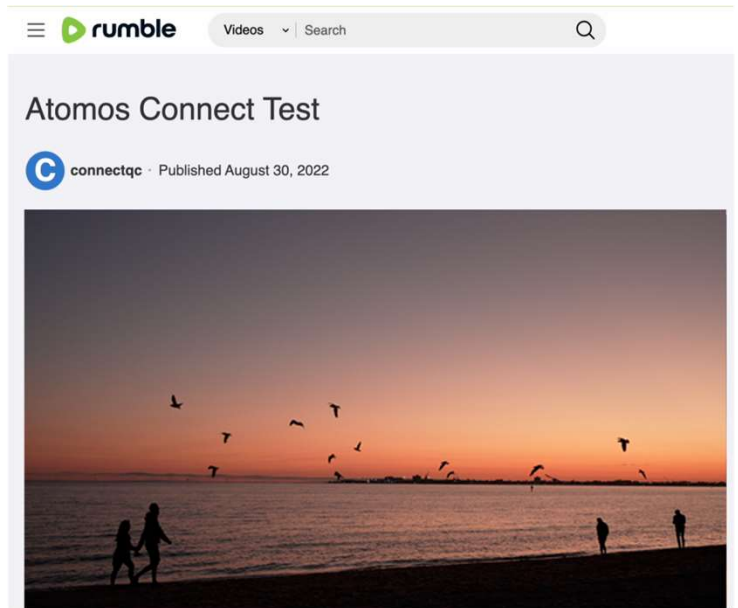 rumble
Videos
Search
Atomos Connect Test
C
connectqc · Published August 30, 2022